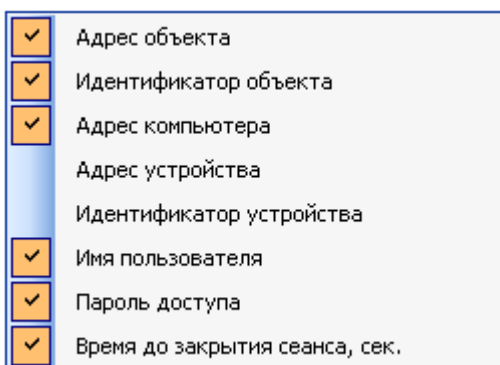 Адрес объекта
Идентификатор объекта
Адрес компьютера
Адрес устройства
Идентификатор устройства
Имя пользователя
Пароль доступа
Время до закрытия сеанса, сек.